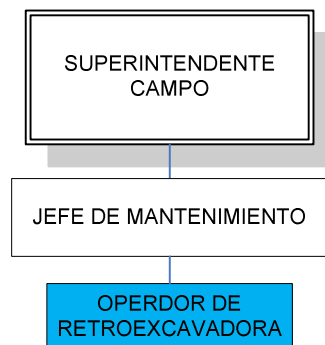 SUPERINTENDENTE
CAMPO
JEFE DE MANTENIMIENTO
OPERDOR DE
RETROEXCAVADORA